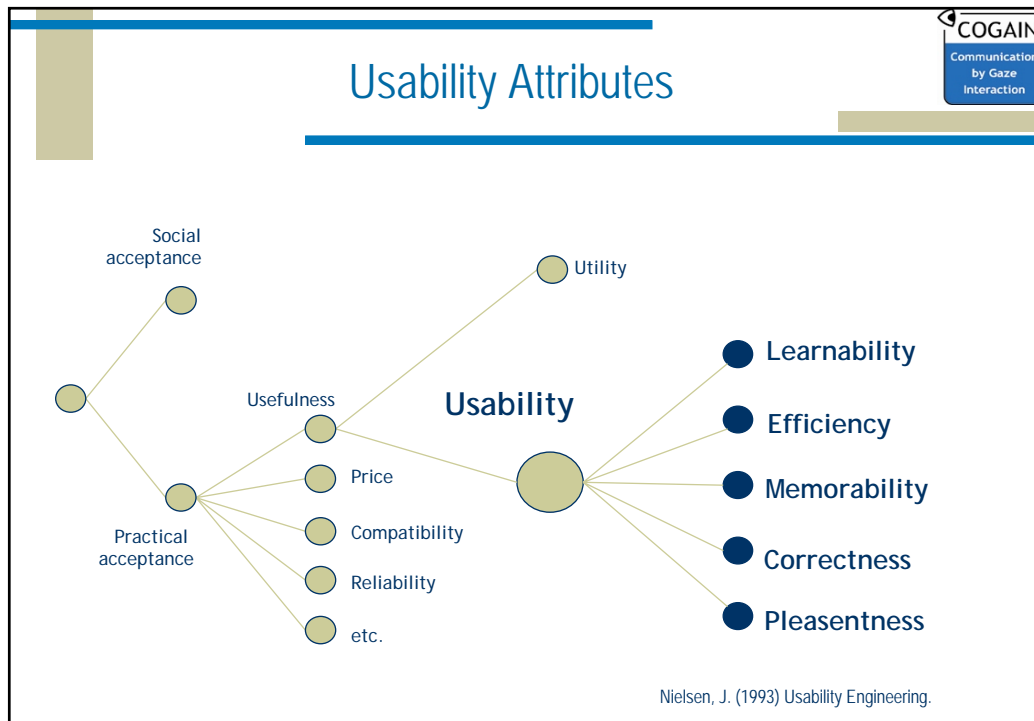 Usability Attributes
COGAIN
Communication
by Gaze
Interaction
Social
acceptance
Utility
Learnability
Usefulness
Usability
Efficiency
Price
Memorability
Practical
acceptance
Compatibility
Correctness
Reliability
Pleasentness
etc.
Nielsen, J. (1993) Usability Engineering.